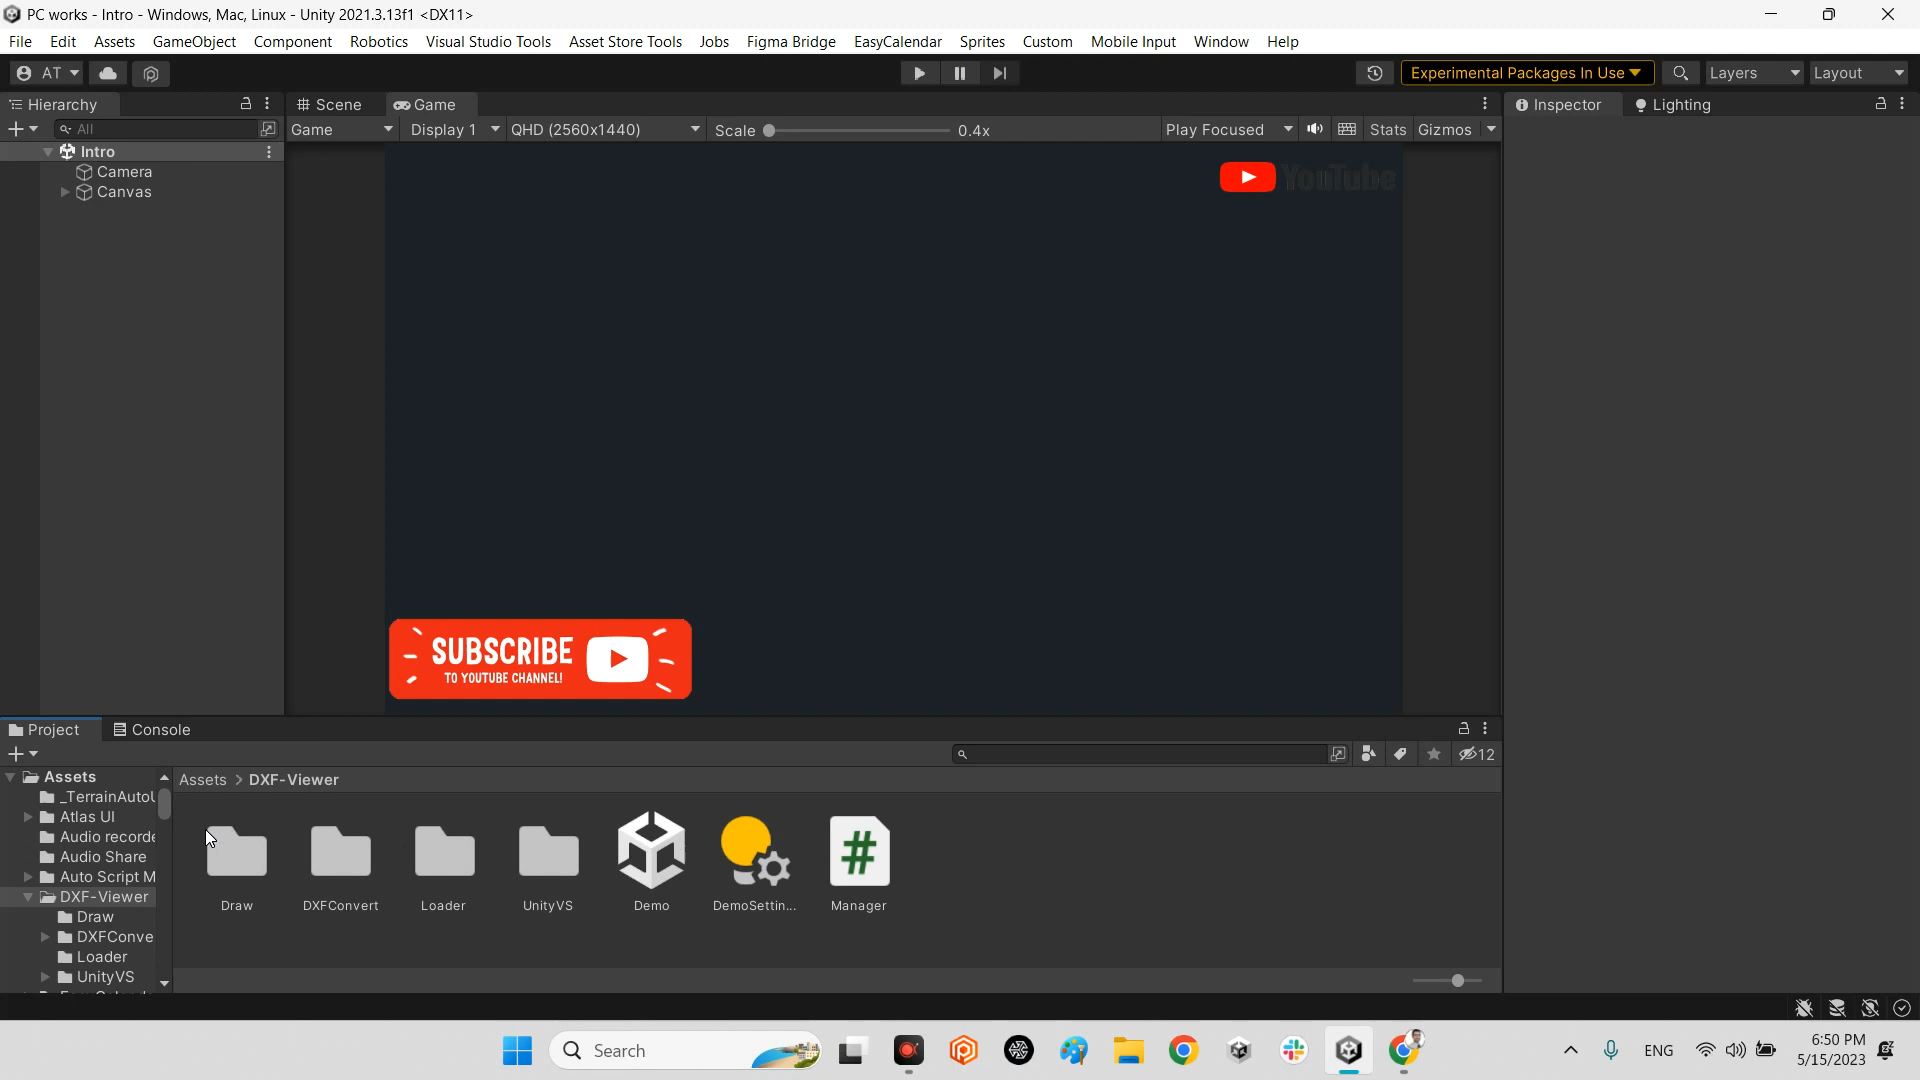 PC works - Intro - Windows, Mac, Linux - Unity 2021.3.13f1 <DX11>
File Edit Assets GameObject Component Robotics Visual Studio Tools Asset Store Tools Jobs Figma Bridge EasyCalendar Sprites Custom Mobile Input Window Help
AT Experimental Packages In Use Layers Layout
Hierarchy Scene Game Inspector Lighting
All Game Display 1 QHD (2560x1440) Scale 0.4x Play Focused Stats Gizmos
Intro
Camera
Canvas
YouTube
SUBSCRIBE
TO YOUTUBE CHANNEL!
Project Console
12
Assets
_TerrainAutoU
Atlas UI
Audio recorde
Audio Share
Auto Script M
DXF-Viewer
Draw
DXFConve
Loader
UnityVS
Assets > DXF-Viewer
Draw DXFConvert Loader UnityVS Demo DemoSettin... Manager
#
Search
ENG
6:50 PM
5/15/2023